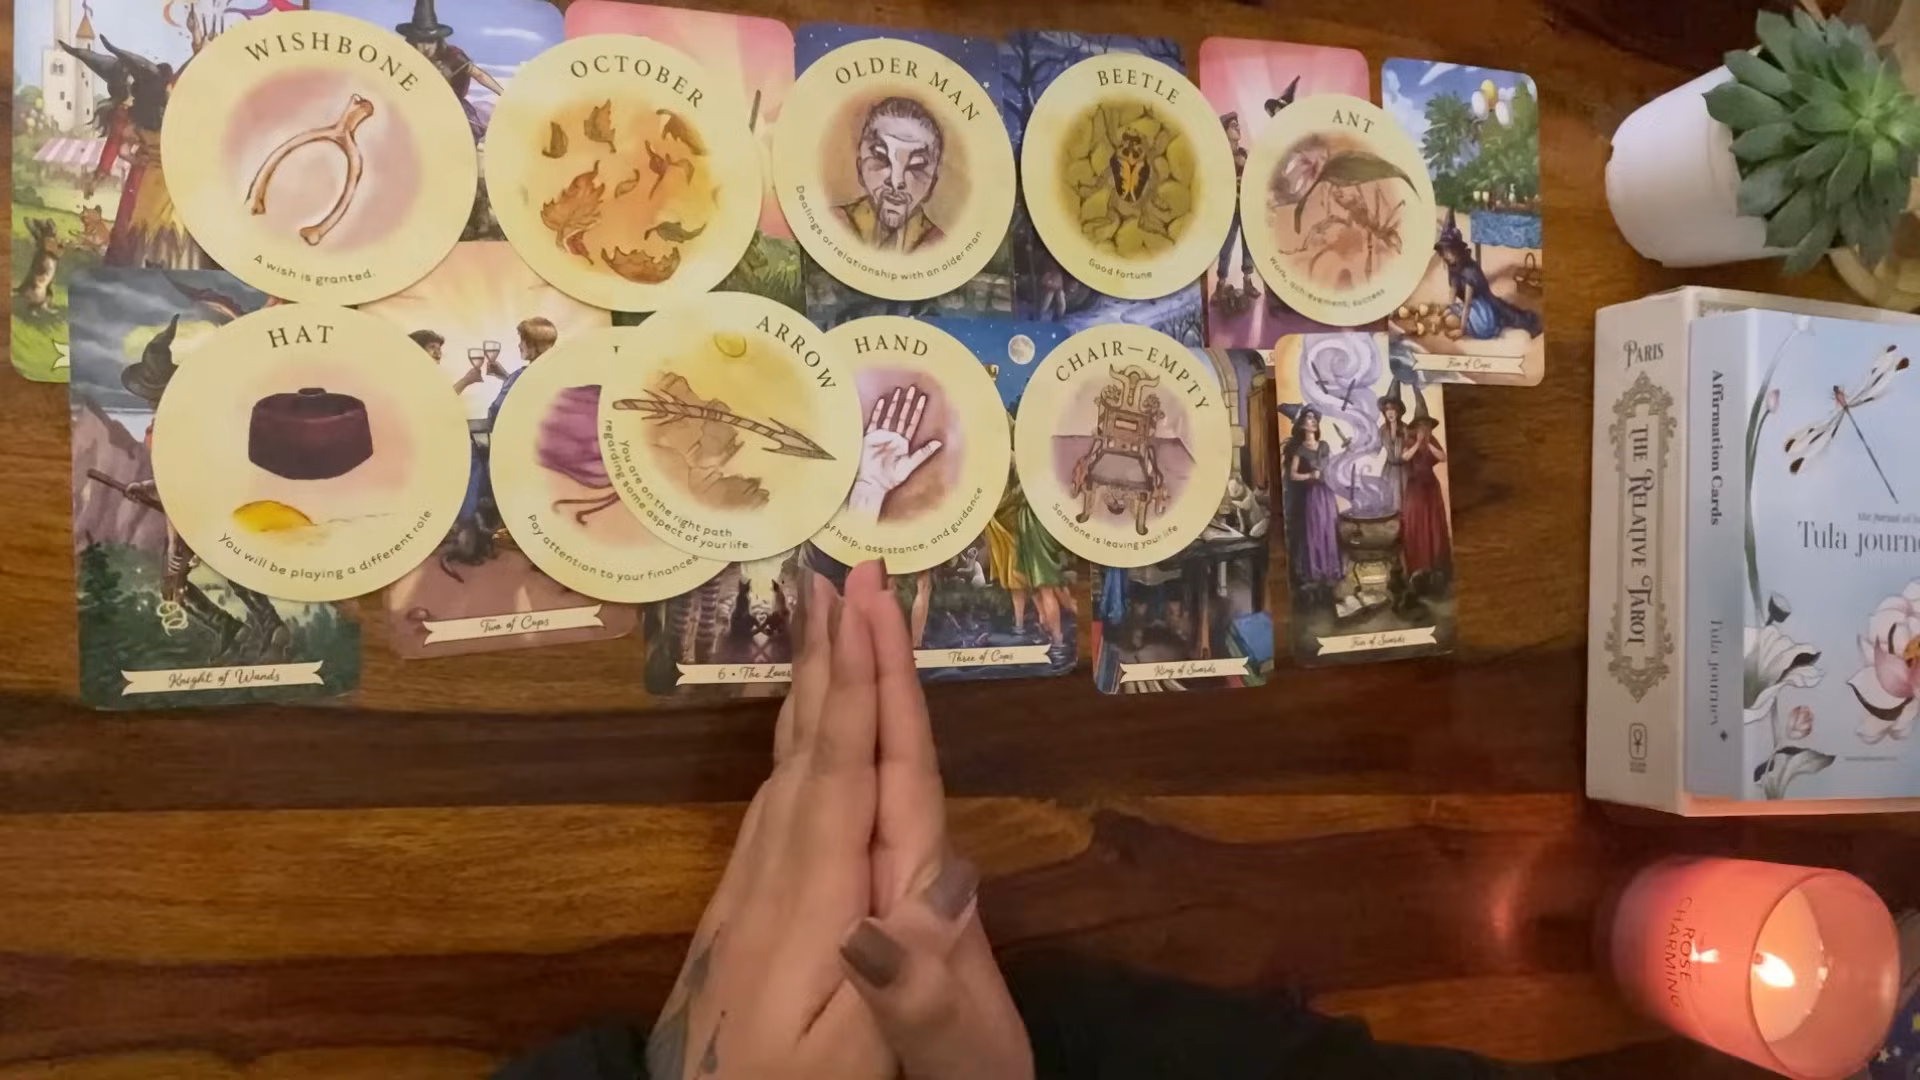 WISHBONE
A wish is granted.
OCTOBER
OLDER MAN
Dealings or relationship with an older man
BEETLE
Good fortune
ANT
Work, achievement, success
Five of Cups
HAT
You will be playing a different role
Pay attention to your finances
ARROW
You are on the right path
regarding some aspect of your life
HAND
of help, assistance, and guidance
CHAIR—EMPTY
Someone is leaving your life
Knight of Wands
Two of Cups
6 • The Lovers
Three of Cups
King of Swords
PARIS
THE RELATIVE TAROT
Affirmation Cards
Tula journey
Tula journe
ROSE
CHARMING